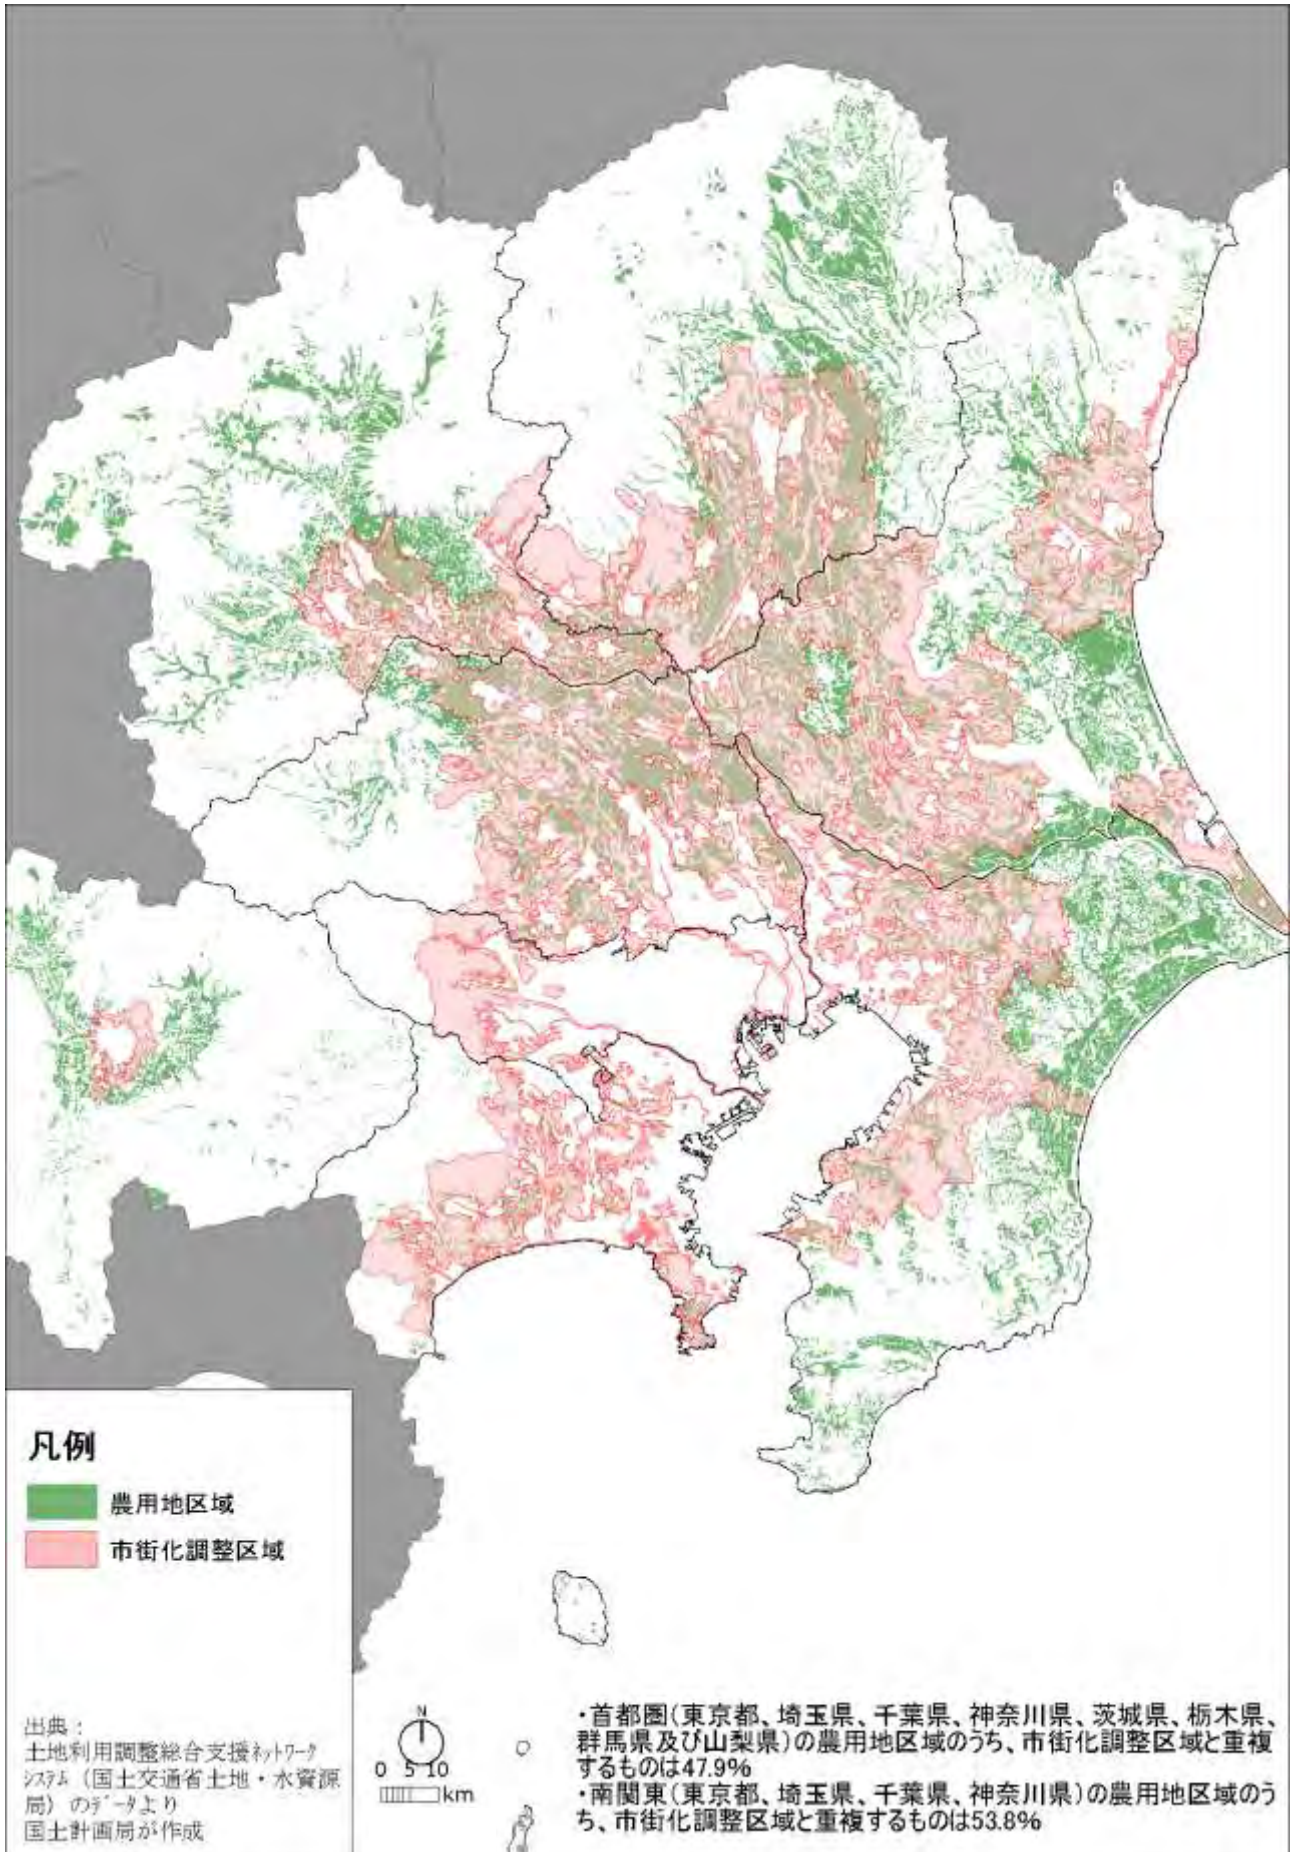 凡例
農用地区域
市街化調整区域
出典：
土地利用調整総合支援ネットワーク
システム（国土交通省土地・水資源
局）のデータより
国土計画局が作成
N
0 5 10
km
・首都圏(東京都、埼玉県、千葉県、神奈川県、茨城県、栃木県、
群馬県及び山梨県)の農用地区域のうち、市街化調整区域と重複
するものは47.9%
・南関東(東京都、埼玉県、千葉県、神奈川県)の農用地区域のう
ち、市街化調整区域と重複するものは53.8%